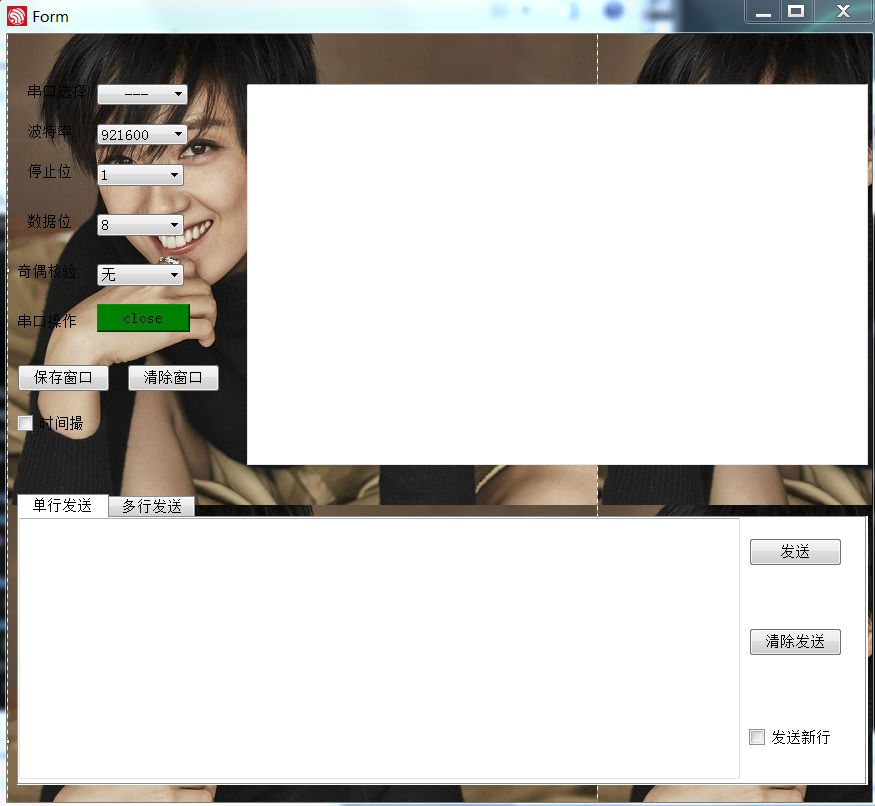 Form
串口选择 ---
波特率 921600
停止位 1
数据位 8
奇偶校验 无
串口操作 close
保存窗口 清除窗口
时间撮
单行发送 多行发送
发送
清除发送
发送新行